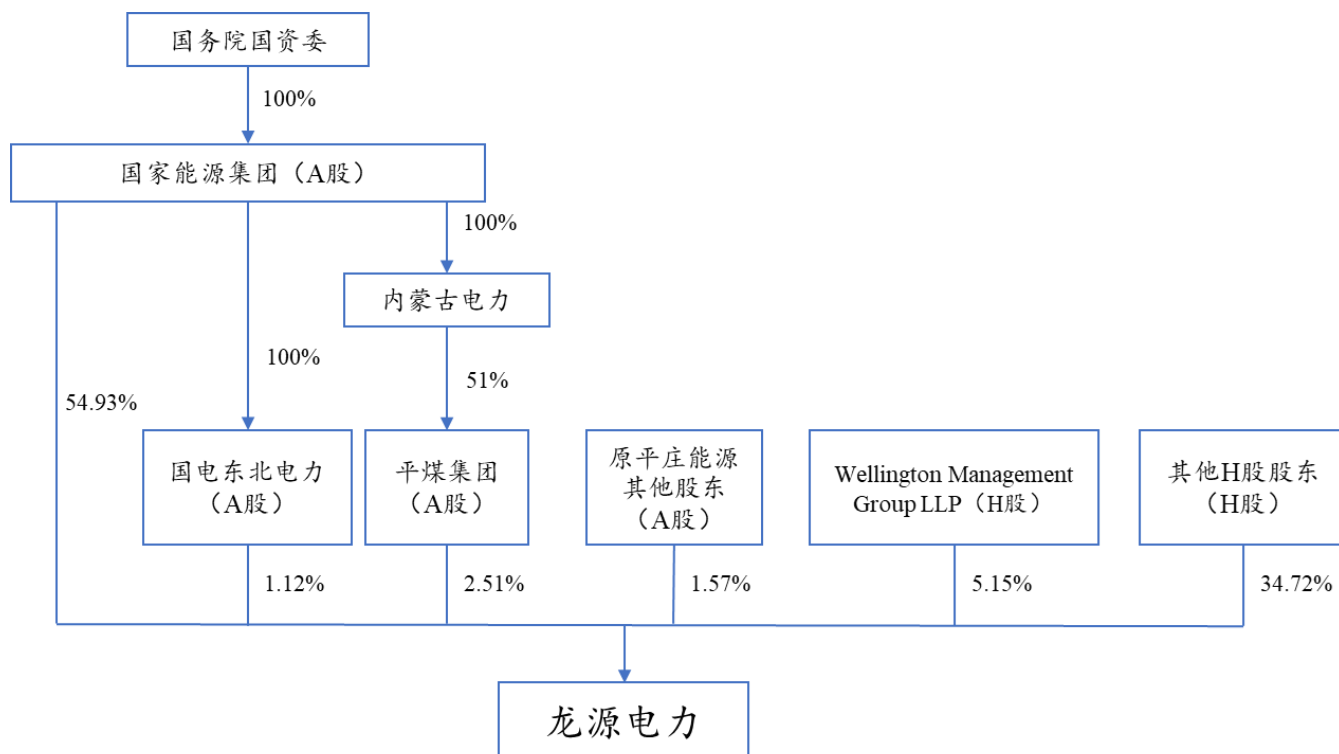 国务院国资委
100%
国家能源集团（A股）
100%
内蒙古电力
100%
51%
54.93%
国电东北电力
（A股）
平煤集团
（A股）
原平庄能源
其他股东
（A股）
Wellington Management
Group LLP（H股）
其他H股股东
（H股）
1.12%
2.51%
1.57%
5.15%
34.72%
龙源电力